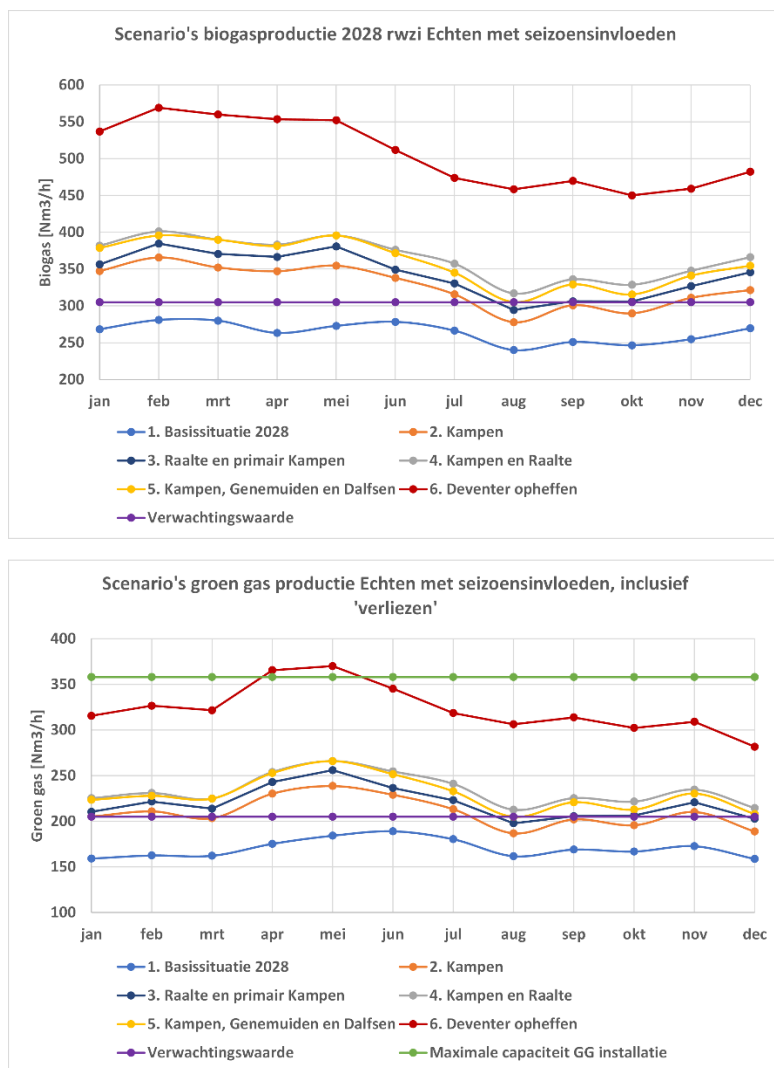 Scenario's biogasproductie 2028 rwzi Echten met seizoensinvloeden
600
550
500
450
400
350
300
250
200
Biogas [Nm3/h]
jan feb mrt apr mei jun jul aug sep okt nov dec
1. Basissituatie 2028 2. Kampen
3. Raalte en primair Kampen 4. Kampen en Raalte
5. Kampen, Genemuiden en Dalfsen 6. Deventer opheffen
Verwachtingswaarde
Scenario's groen gas productie Echten met seizoensinvloeden, inclusief
'verliezen'
400
350
300
250
200
150
100
Groen gas [Nm3/h]
jan feb mrt apr mei jun jul aug sep okt nov dec
1. Basissituatie 2028 2. Kampen
3. Raalte en primair Kampen 4. Kampen en Raalte
5. Kampen, Genemuiden en Dalfsen 6. Deventer opheffen
Verwachtingswaarde Maximale capaciteit GG installatie